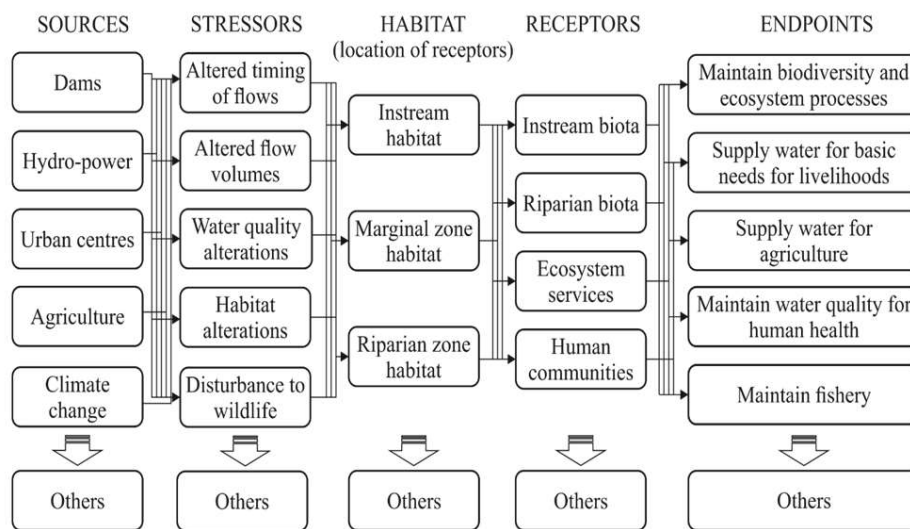 SOURCES
Dams
Hydro-power
Urban centres
Agriculture
Climate
change
Others
STRESSORS
Altered timing
of flows
Altered flow
volumes
Water quality
alterations
Habitat
alterations
Disturbance to
wildlife
Others
HABITAT
(location of receptors)
Instream
habitat
Marginal zone
habitat
Riparian zone
habitat
Others
RECEPTORS
Instream biota
Riparian biota
Ecosystem
services
Human
communities
Others
ENDPOINTS
Maintain biodiversity and
ecosystem processes
Supply water for basic
needs for livelihoods
Supply water for
agriculture
Maintain water quality for
human health
Maintain fishery
Others